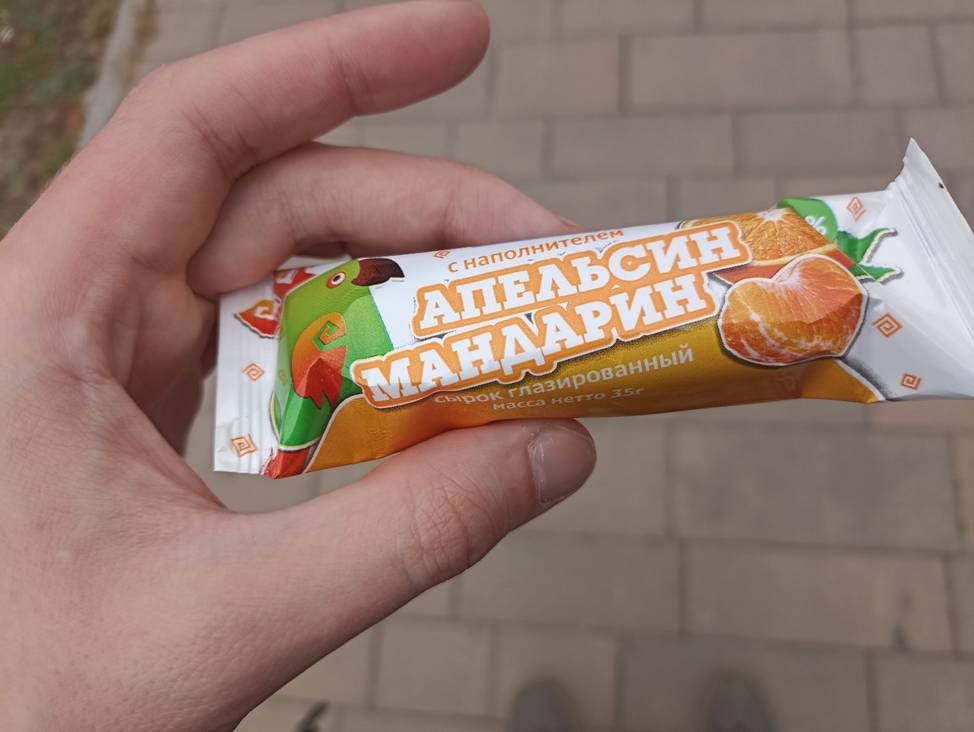 с наполнителем
АПЕЛЬСИН
МАНДАРИН
сырок глазированный
масса нетто 35г
%